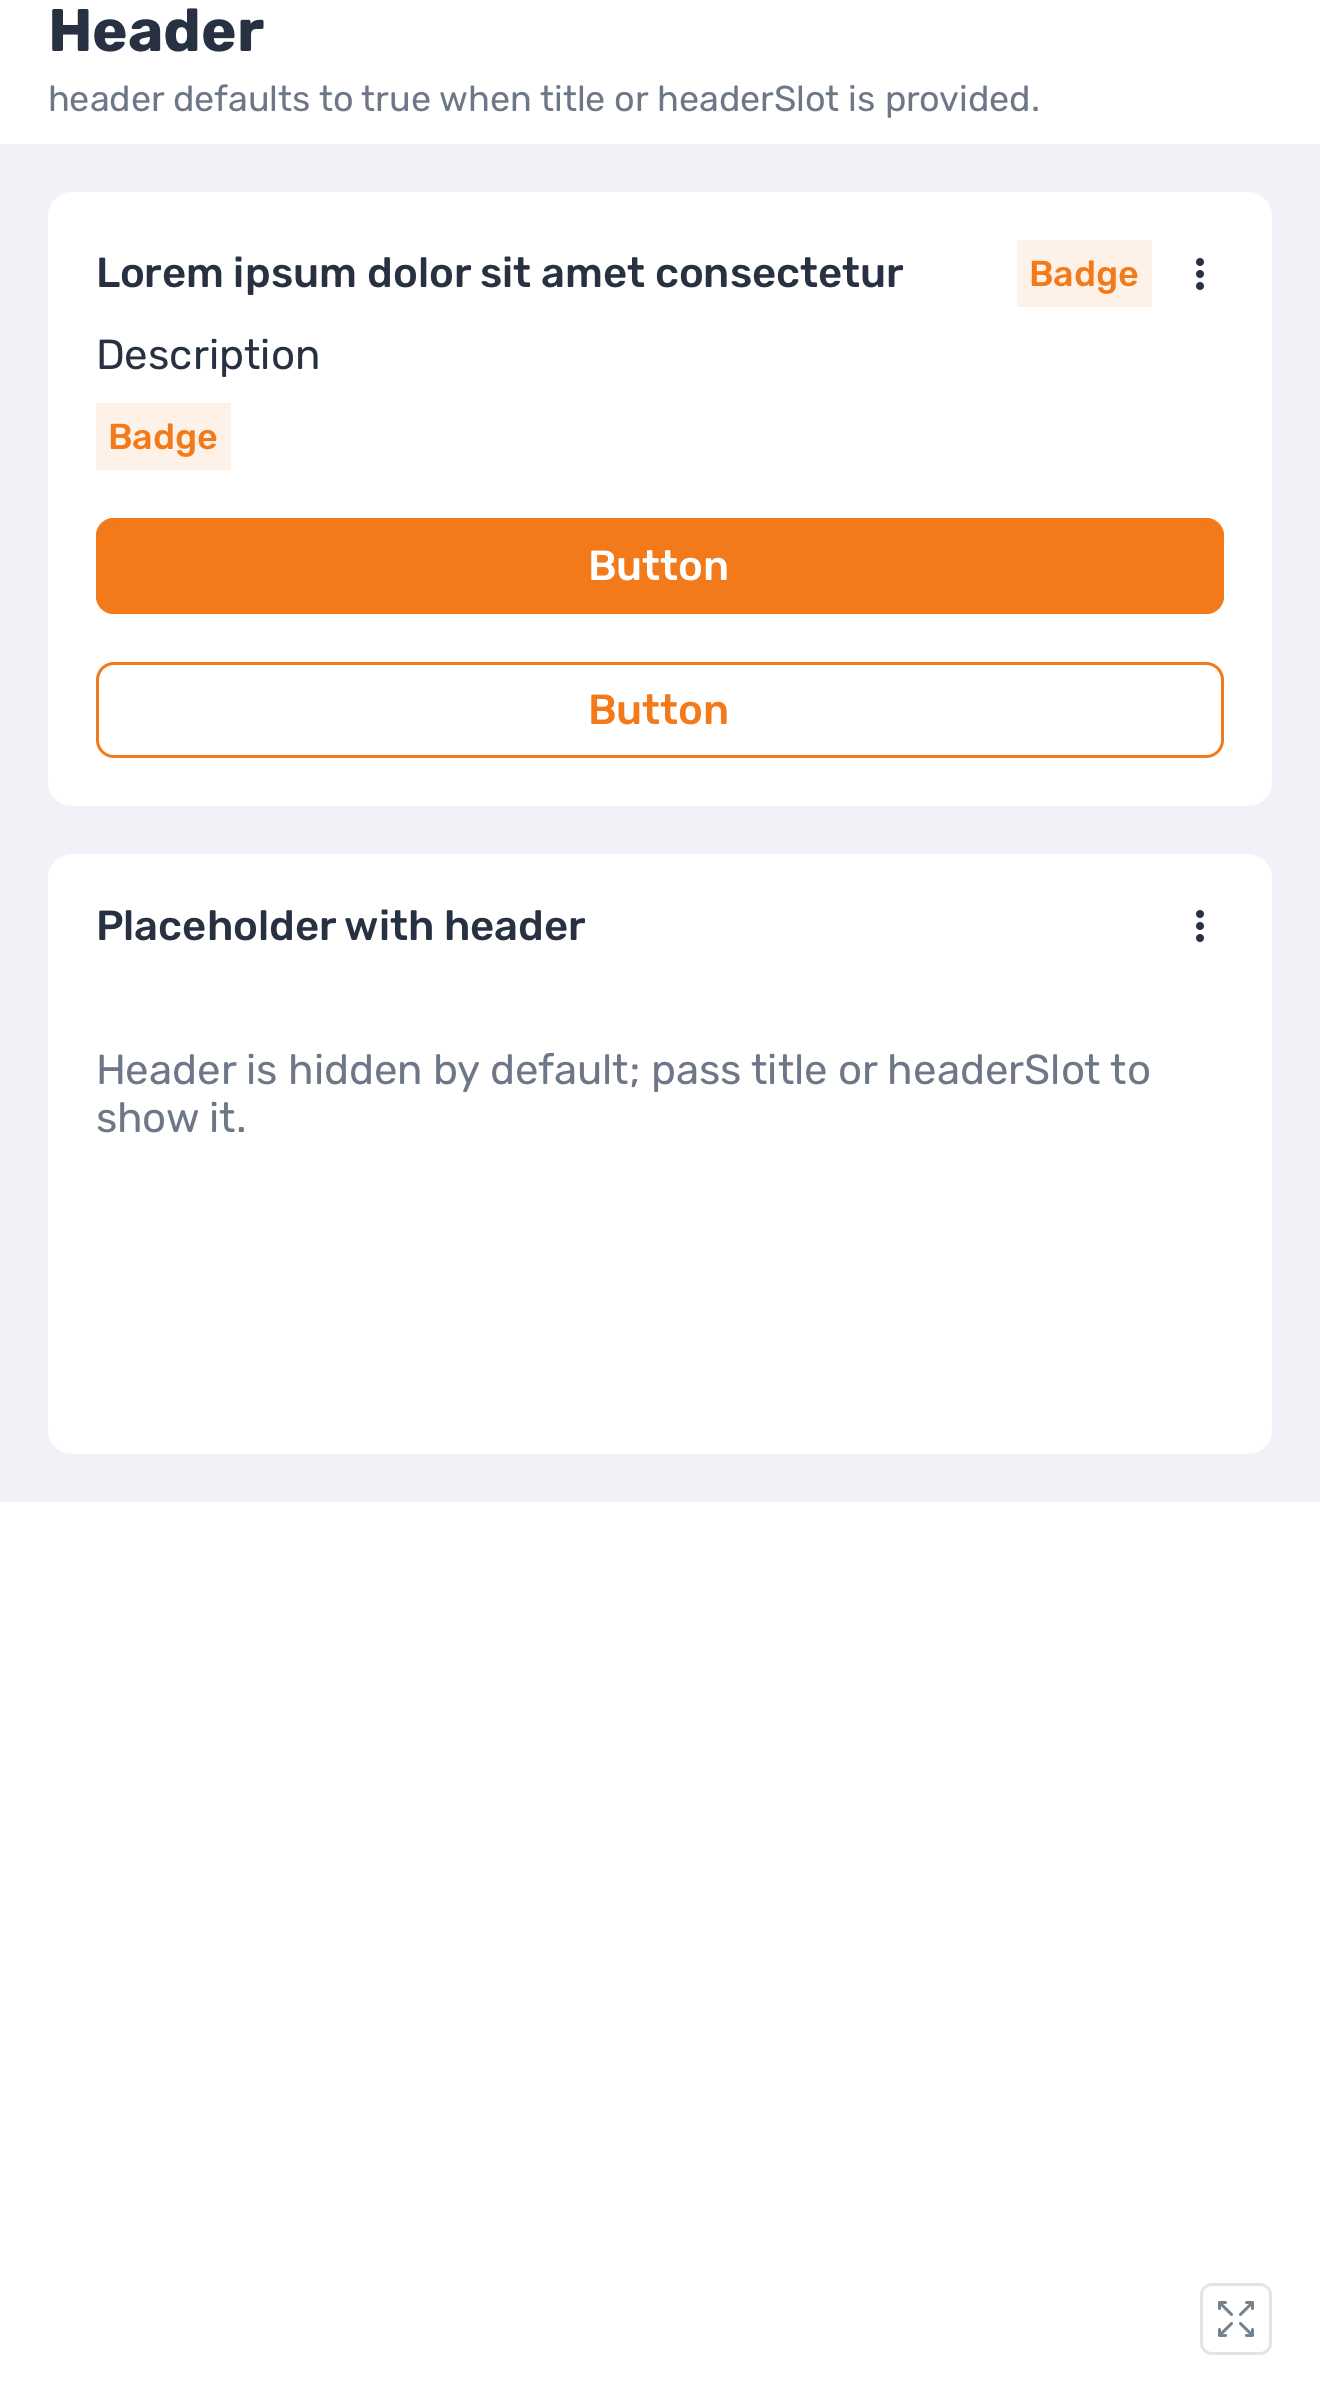 Header
header defaults to true when title or headerSlot is provided.
Lorem ipsum dolor sit amet consectetur
Badge
Description
Badge
Button
Button
Placeholder with header
Header is hidden by default; pass title or headerSlot to
show it.